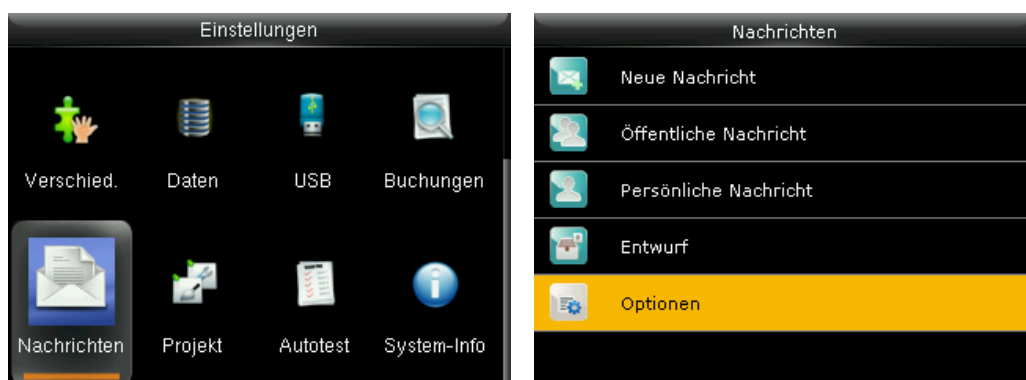 Einstellungen
Verschied. Daten USB Buchungen
Nachrichten Projekt Autotest System-Info
Nachrichten
Neue Nachricht
Öffentliche Nachricht
Persönliche Nachricht
Entwurf
Optionen